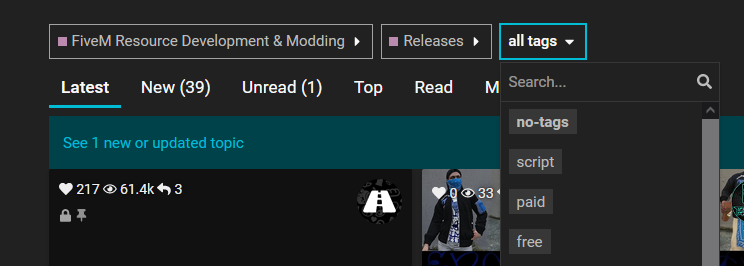 FiveM Resource Development & Modding Releases all tags
Latest New (39) Unread (1) Top Read M
Search...
See 1 new or updated topic
no-tags
script
217 61.4k 3
0 33
paid
free